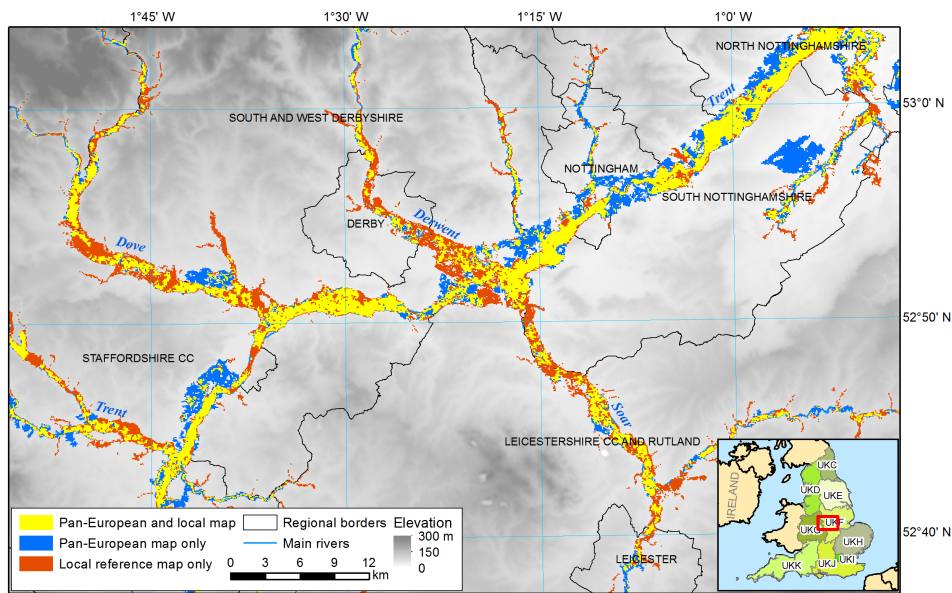 1°45' W 1°30' W 1°15' W 1°0' W
NORTH NOTTINGHAMSHIRE
Trent
53°0' N
SOUTH AND WEST DERBYSHIRE
NOTTINGHAM
SOUTH NOTTINGHAMSHIRE
DERBY
Derwent
Dove
52°50' N
STAFFORDSHIRE CC
Trent
Soar
LEICESTERSHIRE CC AND RUTLAND
52°40' N
LEICESTER
Pan-European and local map
Pan-European map only
Local reference map only
Regional borders
Main rivers
0 3 6 9 12
km
Elevation
300 m
150
0
IRELAND
UKC
UKD
UKE
UKF
UKG
UKH
UKI
UKJ
UKK